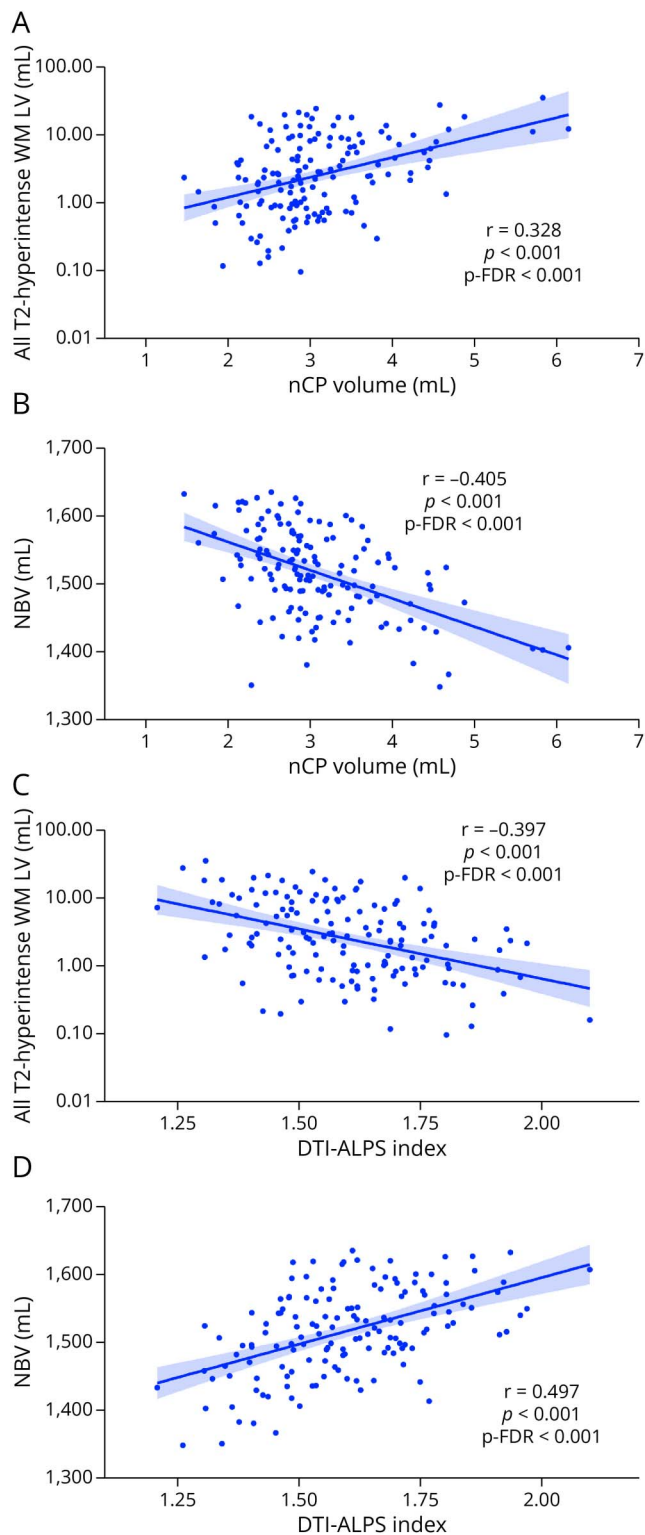 A
All T2-hyperintense WM LV (mL)
100.00
10.00
1.00
0.10
0.01
r = 0.328
p < 0.001
p-FDR < 0.001
1 2 3 4 5 6 7
nCP volume (mL)
B
NBV (mL)
1,700
1,600
1,500
1,400
1,300
r = –0.405
p < 0.001
p-FDR < 0.001
1 2 3 4 5 6 7
nCP volume (mL)
C
All T2-hyperintense WM LV (mL)
100.00
10.00
1.00
0.10
0.01
r = –0.397
p < 0.001
p-FDR < 0.001
1.25 1.50 1.75 2.00
DTI-ALPS index
D
NBV (mL)
1,700
1,600
1,500
1,400
1,300
r = 0.497
p < 0.001
p-FDR < 0.001
1.25 1.50 1.75 2.00
DTI-ALPS index